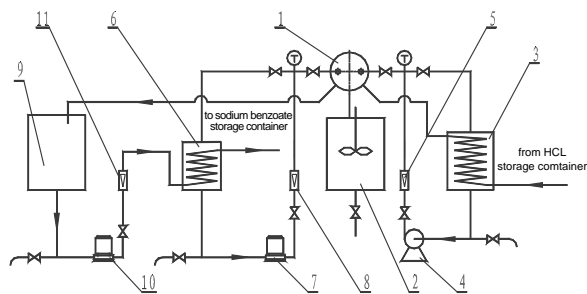 11
6
1
5
3
9
T
T
to sodium benzoate
storage container
from HCL
storage comtainer
10
7
8
2
4